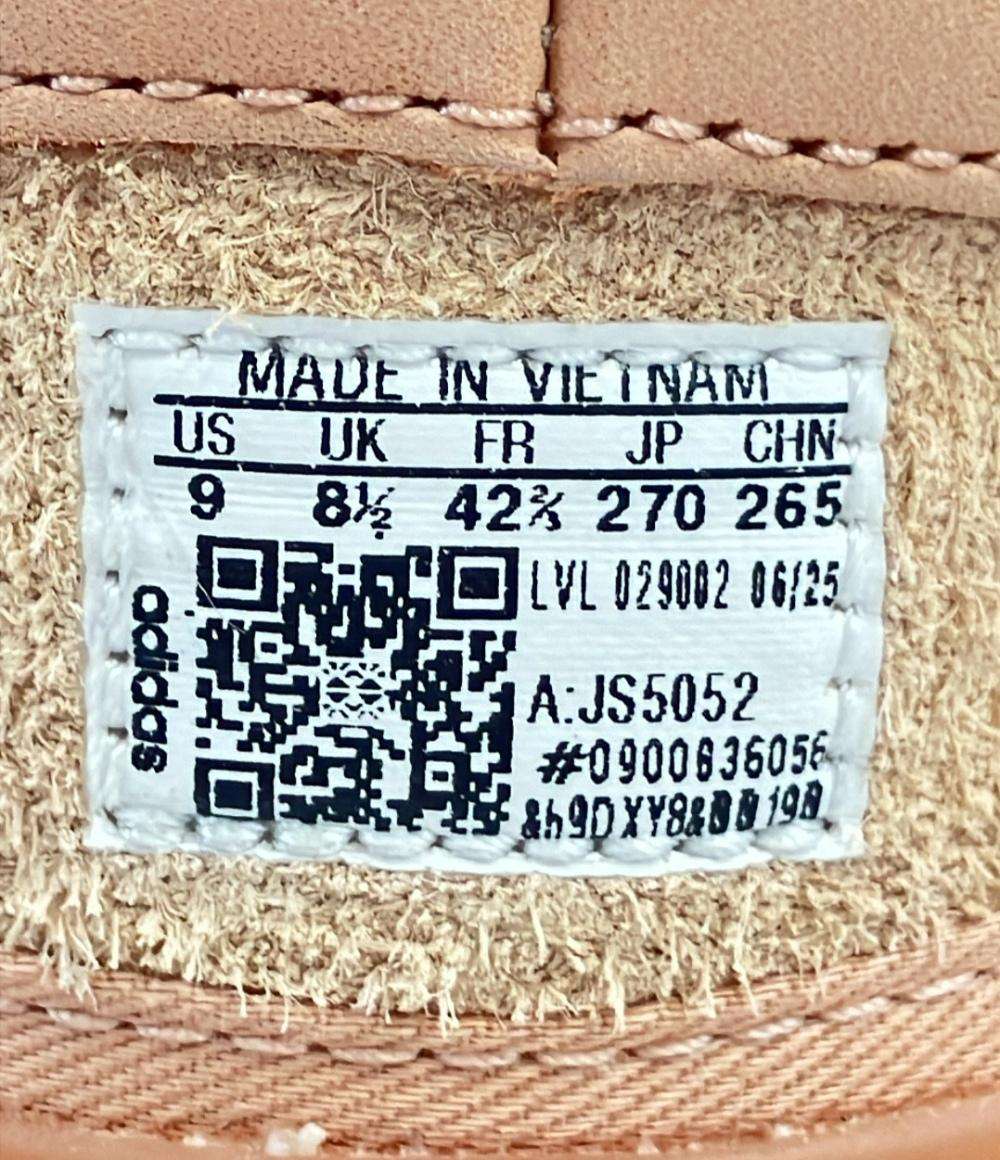 MADE IN VIETNAM
US UK FR JP CHN
9 8½ 42⅔ 270 265
LVL 029002 06/25
adidas
A:JS5052
#0900636056